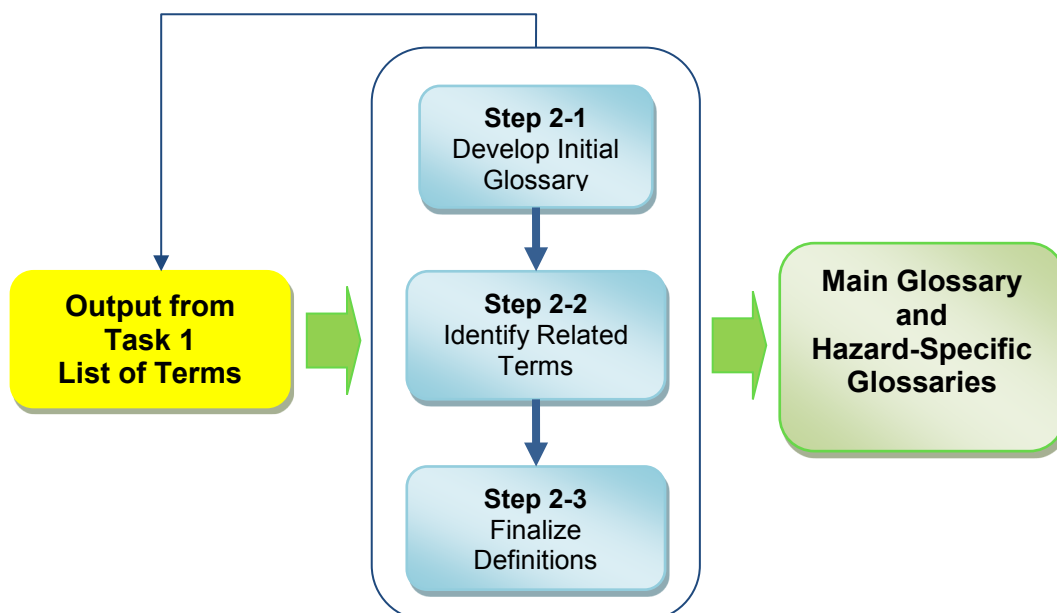 Step 2-1
Develop Initial
Glossary
Output from
Task 1
List of Terms
Step 2-2
Identify Related
Terms
Main Glossary
and
Hazard-Specific
Glossaries
Step 2-3
Finalize
Definitions